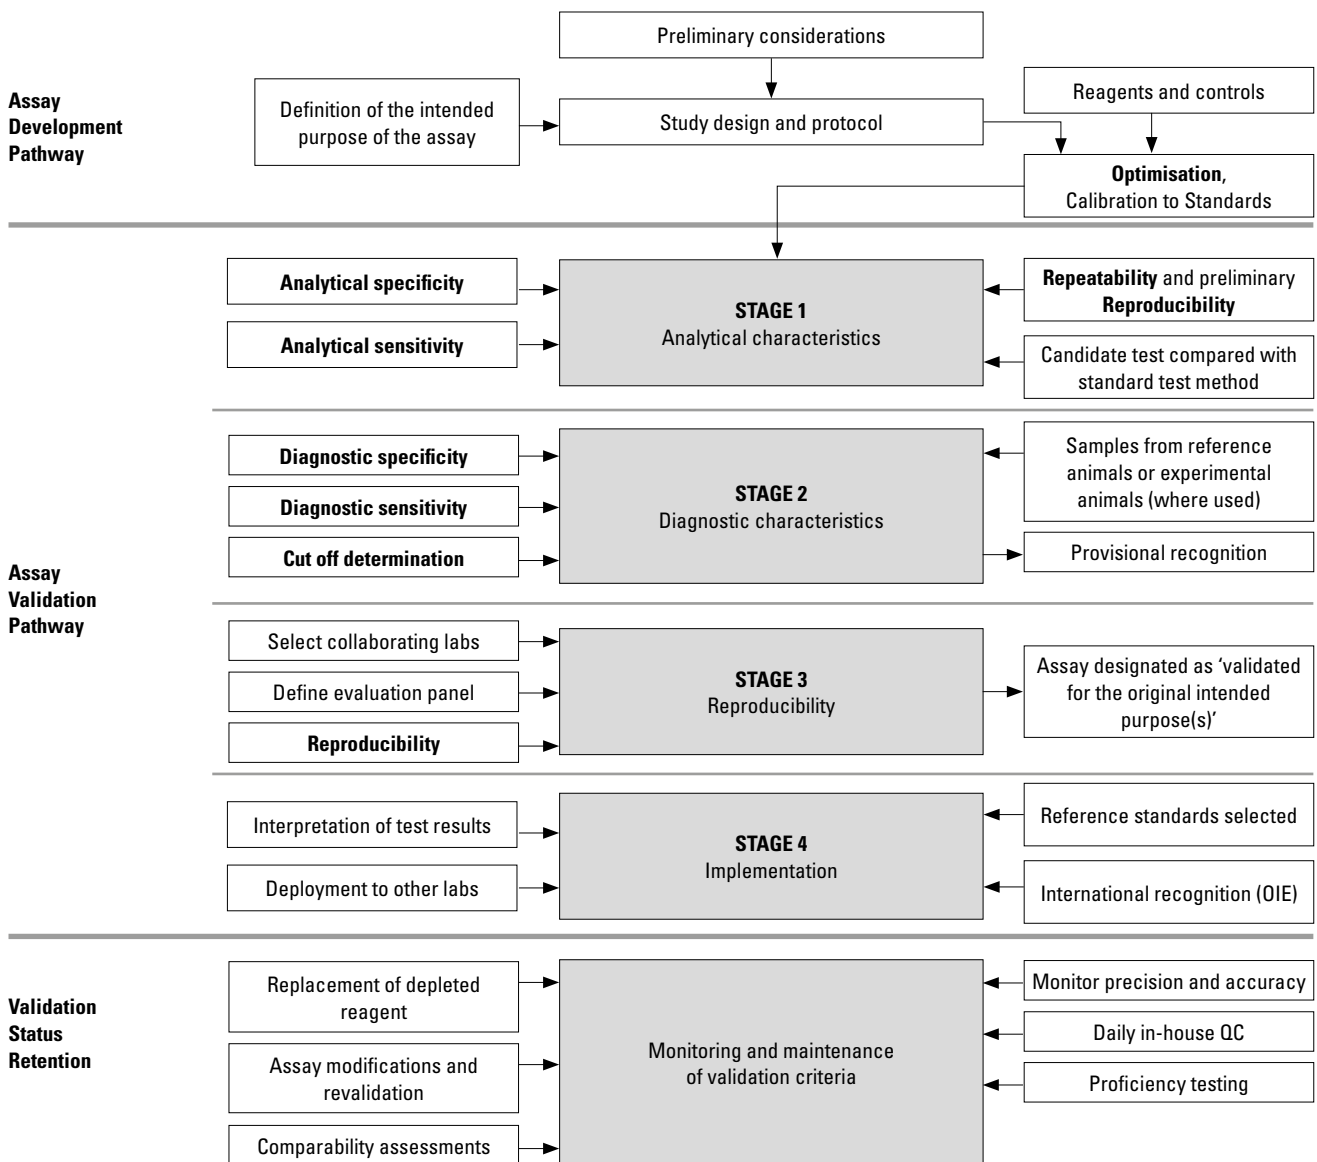 Preliminary considerations
Assay
Development
Pathway
Definition of the intended
purpose of the assay
Study design and protocol
Reagents and controls
Optimisation,
Calibration to Standards
Assay
Validation
Pathway
Analytical specificity
Analytical sensitivity
STAGE 1
Analytical characteristics
Repeatability and preliminary
Reproducibility
Candidate test compared with
standard test method
Diagnostic specificity
Diagnostic sensitivity
Cut off determination
STAGE 2
Diagnostic characteristics
Samples from reference
animals or experimental
animals (where used)
Provisional recognition
Select collaborating labs
Define evaluation panel
Reproducibility
STAGE 3
Reproducibility
Assay designated as ‘validated
for the original intended
purpose(s)’
Interpretation of test results
Deployment to other labs
STAGE 4
Implementation
Reference standards selected
International recognition (OIE)
Validation
Status
Retention
Replacement of depleted
reagent
Assay modifications and
revalidation
Comparability assessments
Monitoring and maintenance
of validation criteria
Monitor precision and accuracy
Daily in-house QC
Proficiency testing